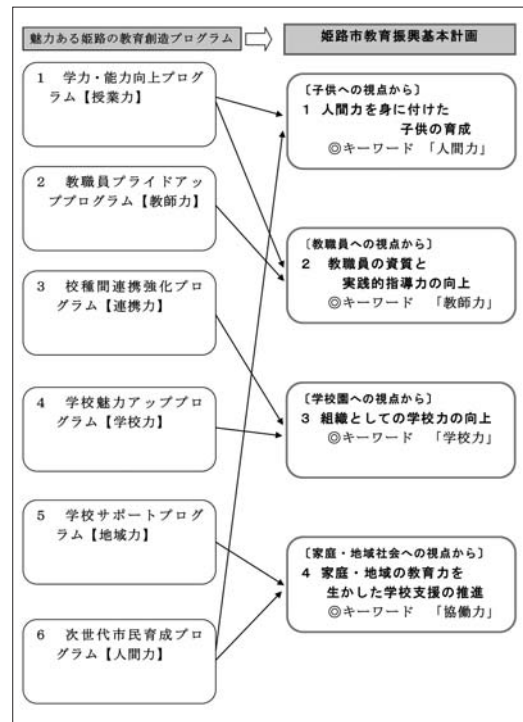 魅力ある姫路の教育創造プログラム
姫路市教育振興基本計画
1 学力・能力向上プログ
ラム【授業力】
2 教職員プライドアッ
ププログラム【教師力】
3 校種間連携強化プロ
グラム【連携力】
4 学校魅力アッププロ
グラム【学校力】
5 学校サポートプログ
ラム【地域力】
6 次世代市民育成プロ
グラム【人間力】
〔子供への視点から〕
1 人間力を身に付けた
子供の育成
◎キーワード 「人間力」
〔教職員への視点から〕
2 教職員の資質と
実践的指導力の向上
◎キーワード 「教師力」
〔学校園への視点から〕
3 組織としての学校力の向上
◎キーワード 「学校力」
〔家庭・地域社会への視点から〕
4 家庭・地域の教育力を
生かした学校支援の推進
◎キーワード 「協働力」